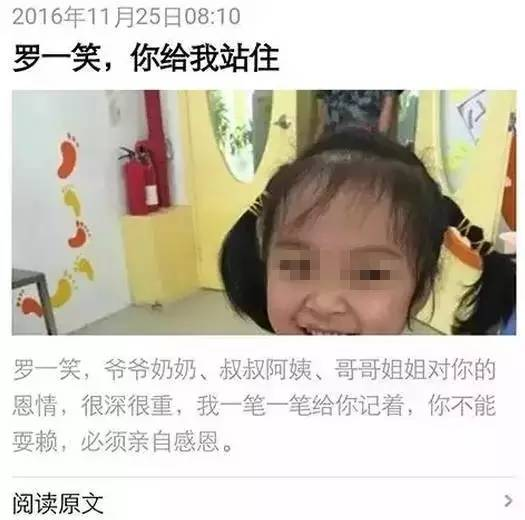 2016年11月25日08:10
罗一笑，你给我站住
罗一笑，爷爷奶奶、叔叔阿姨、哥哥姐姐对你的
恩情，很深很重，我一笔一笔给你记着，你不能
耍赖，必须亲自感恩。
阅读原文